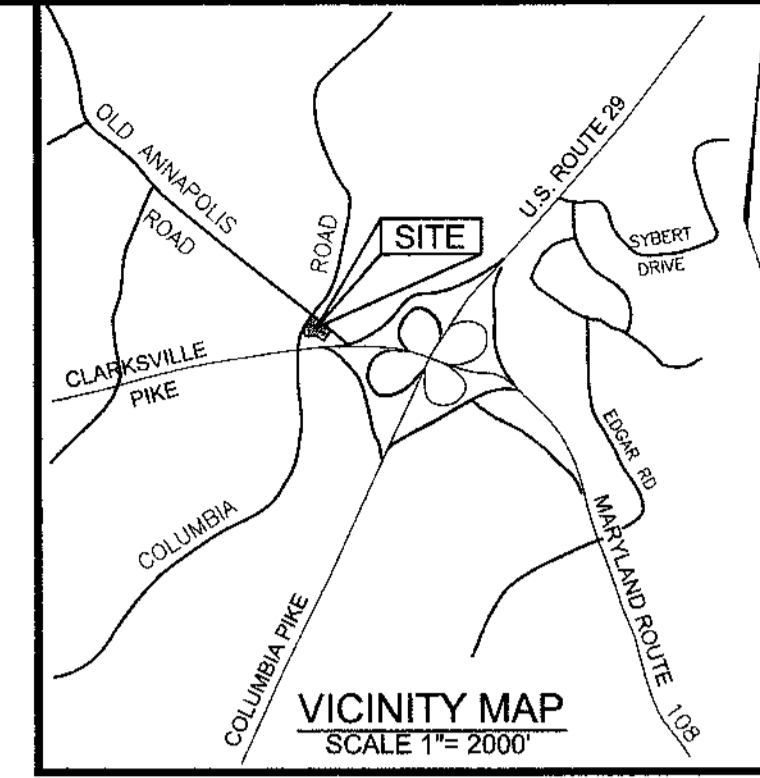 OLD ANNAPOLIS
ROAD
ROAD
SITE
U.S. ROUTE 29
SYBERT
DRIVE
CLARKSVILLE
PIKE
EDGAR RD
COLUMBIA
MARYLAND ROUTE 108
COLUMBIA PIKE
VICINITY MAP
SCALE 1"= 2000'